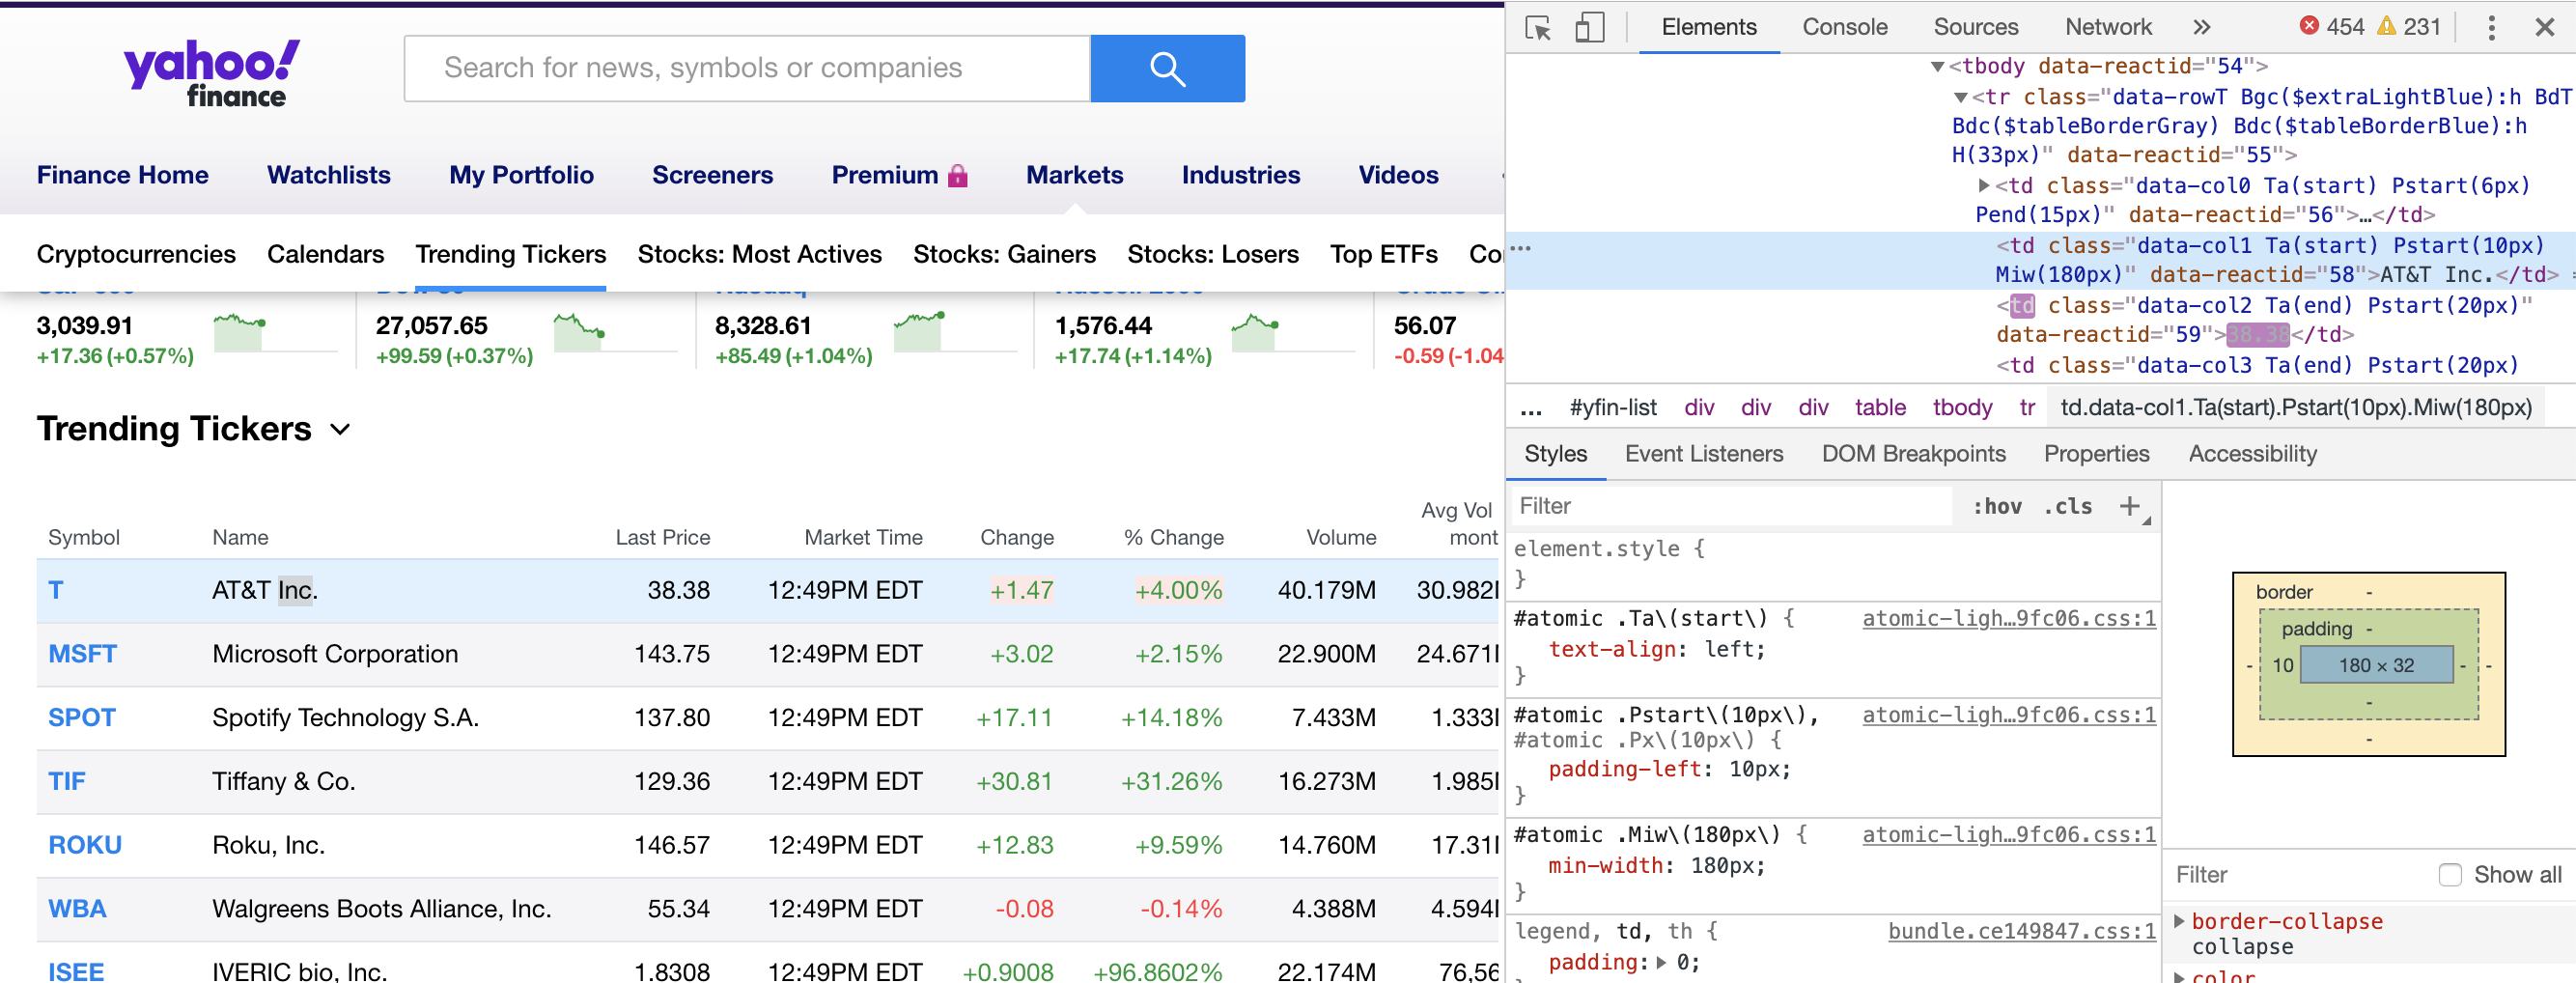 yahoo!
finance
Search for news, symbols or companies
Finance Home Watchlists My Portfolio Screeners Premium Markets Industries Videos
Cryptocurrencies Calendars Trending Tickers Stocks: Most Actives Stocks: Gainers Stocks: Losers Top ETFs Co
3,039.91 27,057.65 8,328.61 1,576.44 56.07
+17.36 (+0.57%) +99.59 (+0.37%) +85.49 (+1.04%) +17.74 (+1.14%) -0.59 (-1.04
Trending Tickers
Symbol Name Last Price Market Time Change % Change Volume Avg Vol
mont
T AT&T Inc. 38.38 12:49PM EDT +1.47 +4.00% 40.179M 30.982
MSFT Microsoft Corporation 143.75 12:49PM EDT +3.02 +2.15% 22.900M 24.671
SPOT Spotify Technology S.A. 137.80 12:49PM EDT +17.11 +14.18% 7.433M 1.333
TIF Tiffany & Co. 129.36 12:49PM EDT +30.81 +31.26% 16.273M 1.985
ROKU Roku, Inc. 146.57 12:49PM EDT +12.83 +9.59% 14.760M 17.31
WBA Walgreens Boots Alliance, Inc. 55.34 12:49PM EDT -0.08 -0.14% 4.388M 4.594
ISEE IVERIC bio, Inc. 1.8308 12:49PM EDT +0.9008 +96.8602% 22.174M 76,56
Elements Console Sources Network » 454 231
<tbody data-reactid="54">
<tr class="data-rowT Bgc($extraLightBlue):h BdT
Bdc($tableBorderGray) Bdc($tableBorderBlue):h
H(33px)" data-reactid="55">
<td class="data-col0 Ta(start) Pstart(6px)
Pend(15px)" data-reactid="56">…</td>
<td class="data-col1 Ta(start) Pstart(10px)
Miw(180px)" data-reactid="58">AT&T Inc.</td>
<td class="data-col2 Ta(end) Pstart(20px)"
data-reactid="59">38.38</td>
<td class="data-col3 Ta(end) Pstart(20px)
... #yfin-list div div div table tbody tr td.data-col1.Ta(start).Pstart(10px).Miw(180px)
Styles Event Listeners DOM Breakpoints Properties Accessibility
Filter :hov .cls +
element.style {
}
#atomic .Ta\(start\) { atomic-ligh…9fc06.css:1
text-align: left;
}
#atomic .Pstart\(10px\), atomic-ligh…9fc06.css:1
#atomic .Px\(10px\) {
padding-left: 10px;
}
#atomic .Miw\(180px\) { atomic-ligh…9fc06.css:1
min-width: 180px;
}
legend, td, th { bundle.ce149847.css:1
padding: 0;
border -
padding -
- 10 180 × 32 - -
-
-
Filter Show all
border-collapse
collapse
color